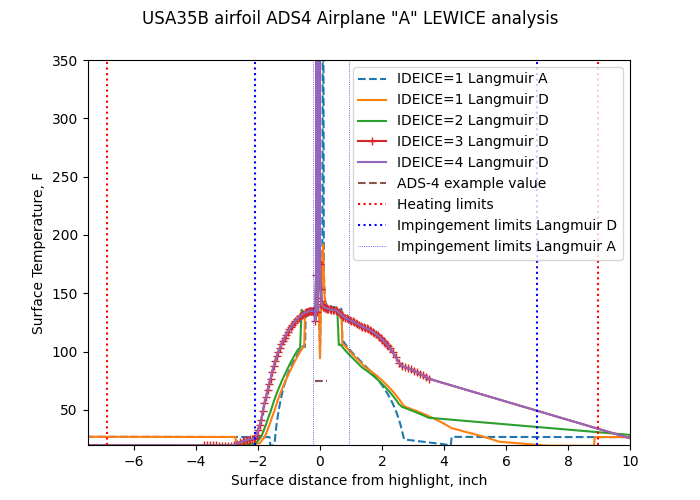 USA35B airfoil ADS4 Airplane "A" LEWICE analysis
350
300
250
200
150
100
50
Surface Temperature, F
IDEICE=1 Langmuir A
IDEICE=1 Langmuir D
IDEICE=2 Langmuir D
IDEICE=3 Langmuir D
IDEICE=4 Langmuir D
ADS-4 example value
Heating limits
Impingement limits Langmuir D
Impingement limits Langmuir A
−6 −4 −2 0 2 4 6 8 10
Surface distance from highlight, inch